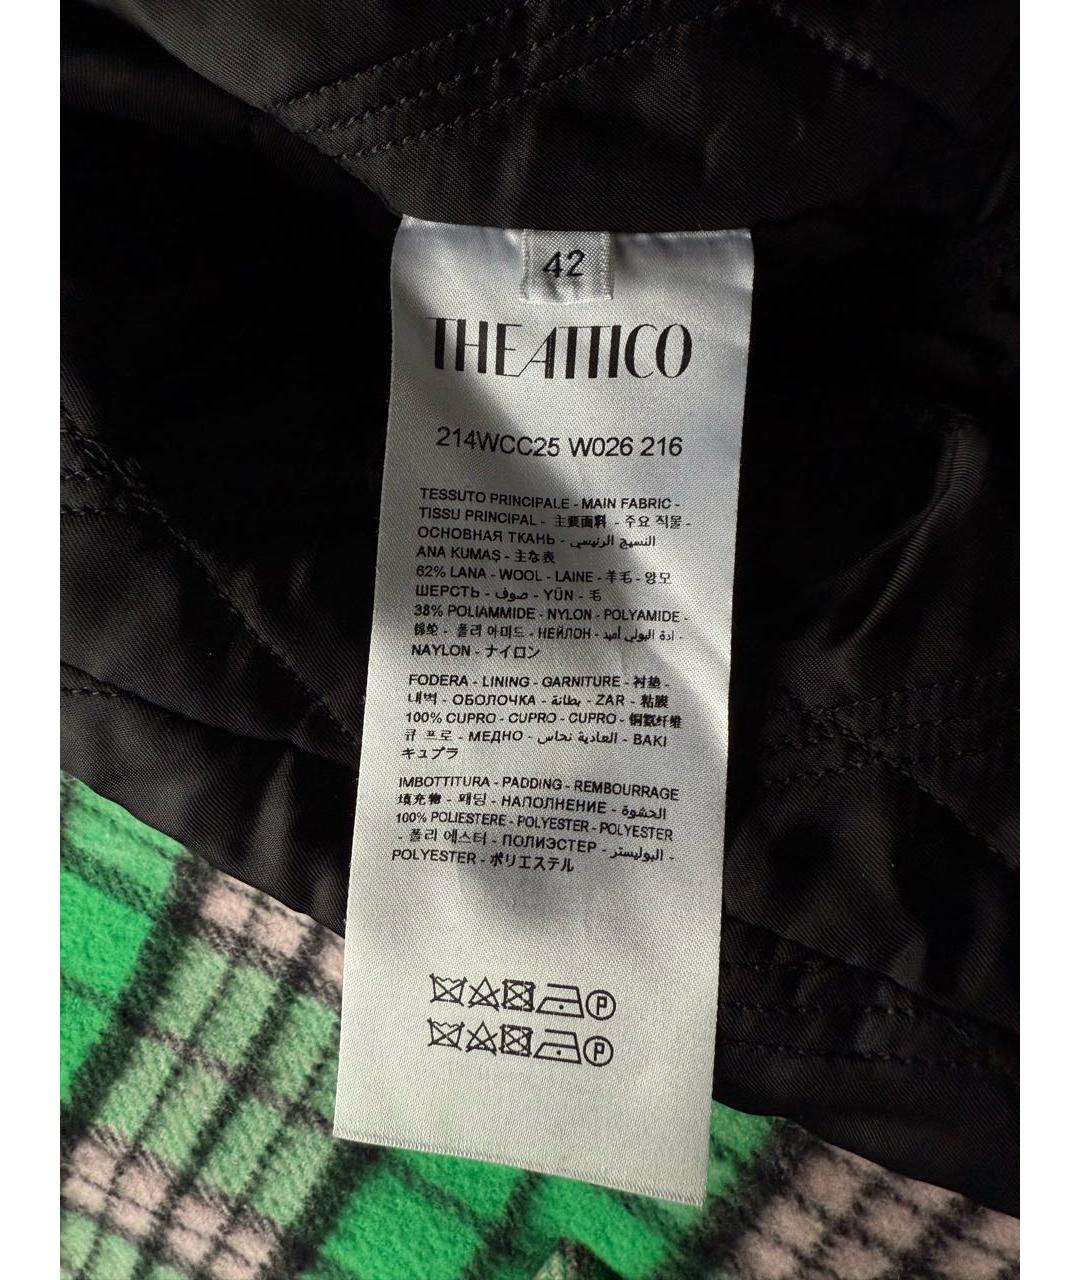 42
THE ATTICO
214WCC25 W026 216
TESSUTO PRINCIPALE - MAIN FABRIC -
TISSU PRINCIPAL - 主要面料 - 주요 직물 -
ОСНОВНАЯ ТКАНЬ - النسيج الرئيسي
ANA KUMAŞ - 主な表
62% LANA - WOOL - LAINE - 羊毛 - 양모
ШЕРСТЬ - صوف - YÜN - 毛
38% POLIAMMIDE - NYLON - POLYAMIDE -
锦纶 - 폴리 아미드 - НЕЙЛОН - ادة البولي أميد -
NAYLON - ナイロン
FODERA - LINING - GARNITURE - 衬垫 -
내벽 - ОБОЛОЧКА - بطانة - ZAR - 粘膜
100% CUPRO - CUPRO - CUPRO - 铜氨纤维
큐 프로 - МЕДНО - العادية نحاس - BAKI
キュプラ
IMBOTTITURA - PADDING - REMBOURRAGE
填充物 - 패딩 - НАПОЛНЕНИЕ - الحشوة -
100% POLIESTERE - POLYESTER - POLYESTER
- 폴리 에스터 - ПОЛИЭСТЕР - البوليستر -
POLYESTER - ポリエステル
P
P